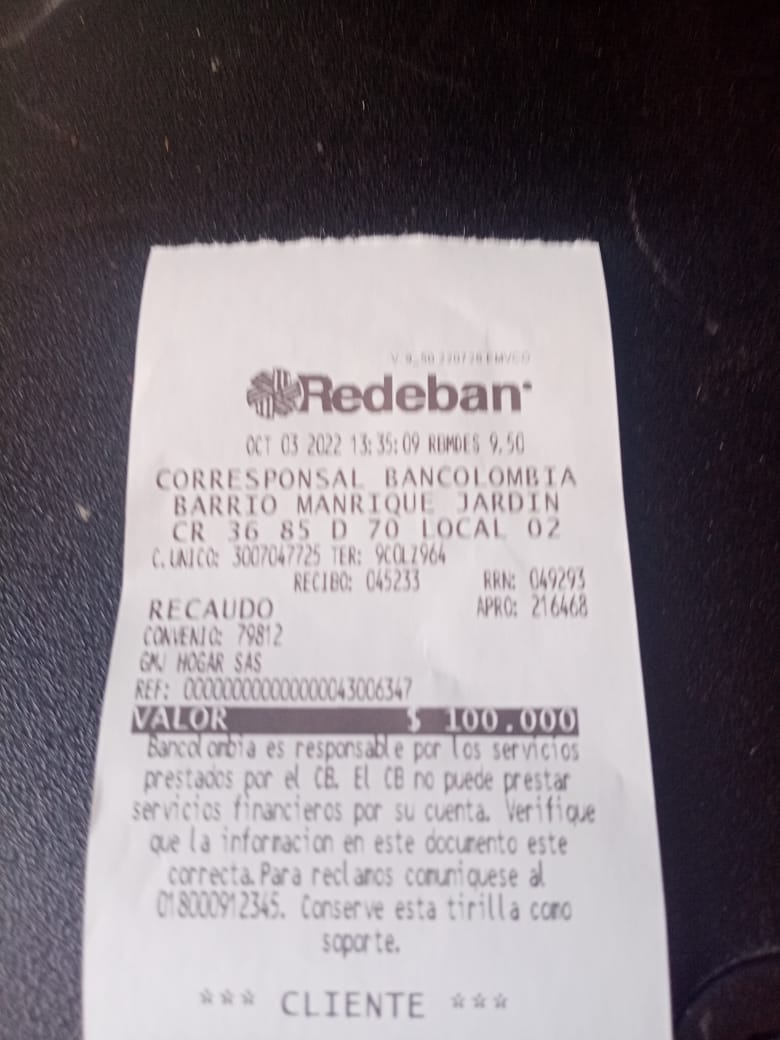 V 9_50 220728 EMVCO
Redeban
OCT 03 2022 13:35:09 RBMDES 9.50
CORRESPONSAL BANCOLOMBIA
BARRIO MANRIQUE JARDIN
CR 36 85 D 70 LOCAL 02
C.UNICO: 3007047725 TER: 9COLZ964
RECIBO: 045233 RRN: 049293
RECAUDO APRO: 216468
CONVENIO: 79812
GMJ HOGAR SAS
REF: 000000000000000043006347
VALOR $ 100.000
Bancolombia es responsable por los servicios
prestados por el CB. El CB no puede prestar
servicios financieros por su cuenta. Verifique
que la informacion en este documento este
correcta. Para reclamos comuniquese al
018000912345. Conserve esta tirilla como
soporte.
*** CLIENTE ***